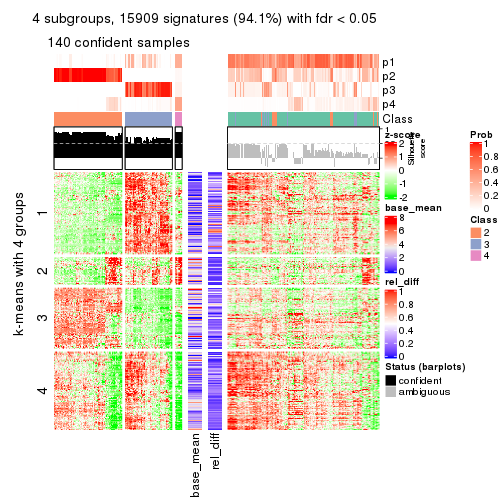 4 subgroups, 15909 signatures (94.1%) with fdr < 0.05
140 confident samples
p1
p2
p3
p4
Class
1
Silhouette
score
z-score
2
1
0
-1
-2
base_mean
8
6
4
2
0
rel_diff
1
0.8
0.6
0.4
0.2
0
Status (barplots)
confident
ambiguous
Prob
1
0.8
0.6
0.4
0.2
0
Class
2
3
4
k-means with 4 groups
1
2
3
4
base_mean
rel_diff